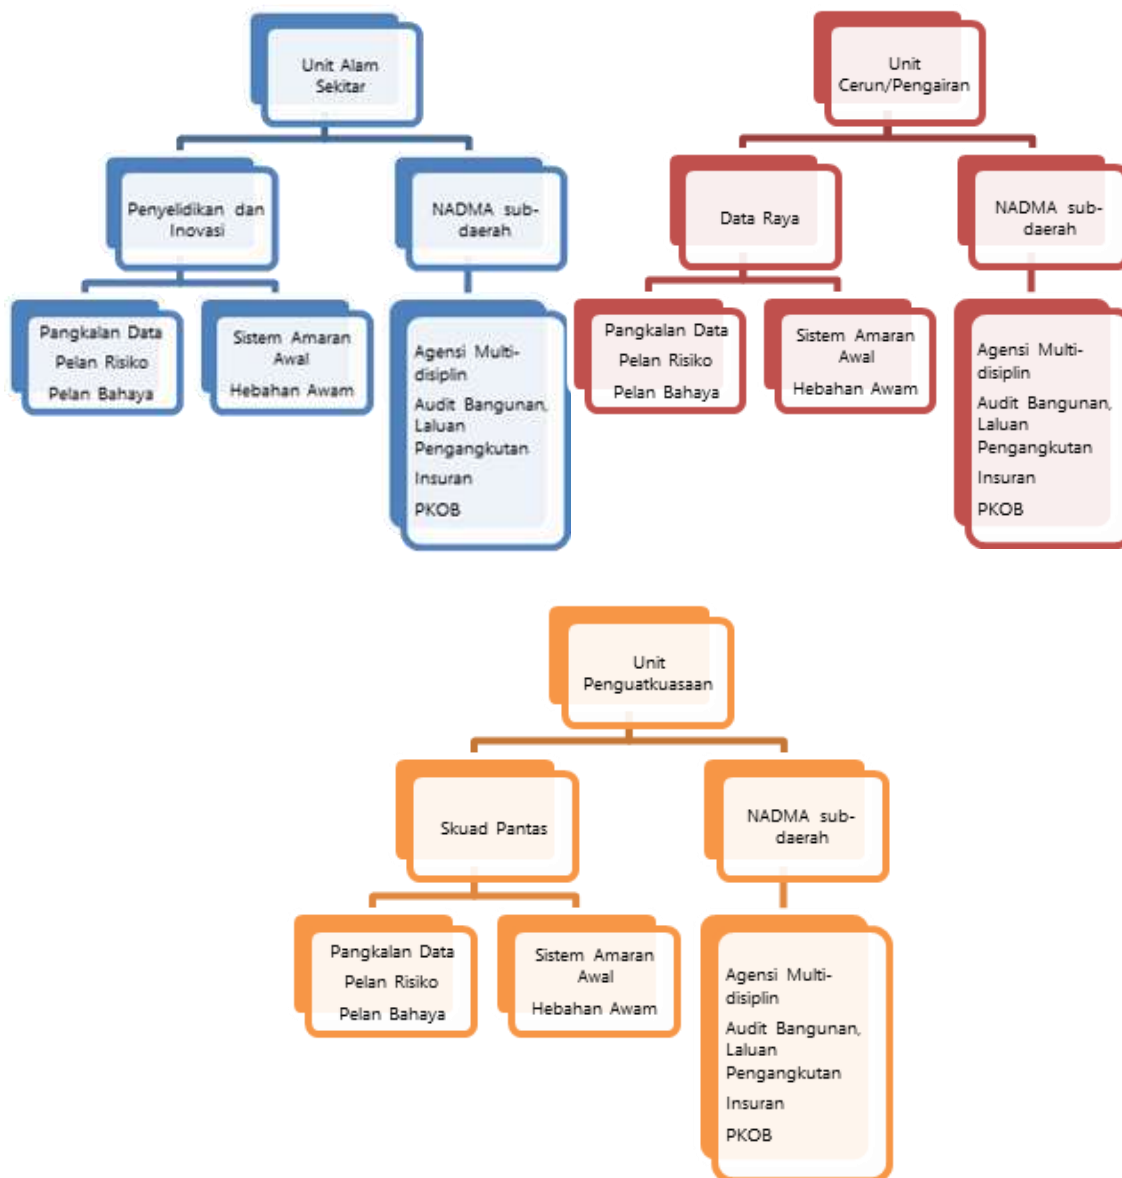 Unit Alam
Sekitar
Penyelidikan dan
Inovasi
NADMA sub-
daerah
Pangkalan Data
Pelan Risiko
Pelan Bahaya
Sistem Amaran
Awal
Hebahan Awam
Agensi Multi-
disiplin
Audit Bangunan,
Laluan
Pengangkutan
Insuran
PKOB
Unit
Cerun/Pengairan
Data Raya
NADMA sub-
daerah
Pangkalan Data
Pelan Risiko
Pelan Bahaya
Sistem Amaran
Awal
Hebahan Awam
Agensi Multi-
disiplin
Audit Bangunan,
Laluan
Pengangkutan
Insuran
PKOB
Unit
Penguatkuasaan
Skuad Pantas
NADMA sub-
daerah
Pangkalan Data
Pelan Risiko
Pelan Bahaya
Sistem Amaran
Awal
Hebahan Awam
Agensi Multi-
disiplin
Audit Bangunan,
Laluan
Pengangkutan
Insuran
PKOB